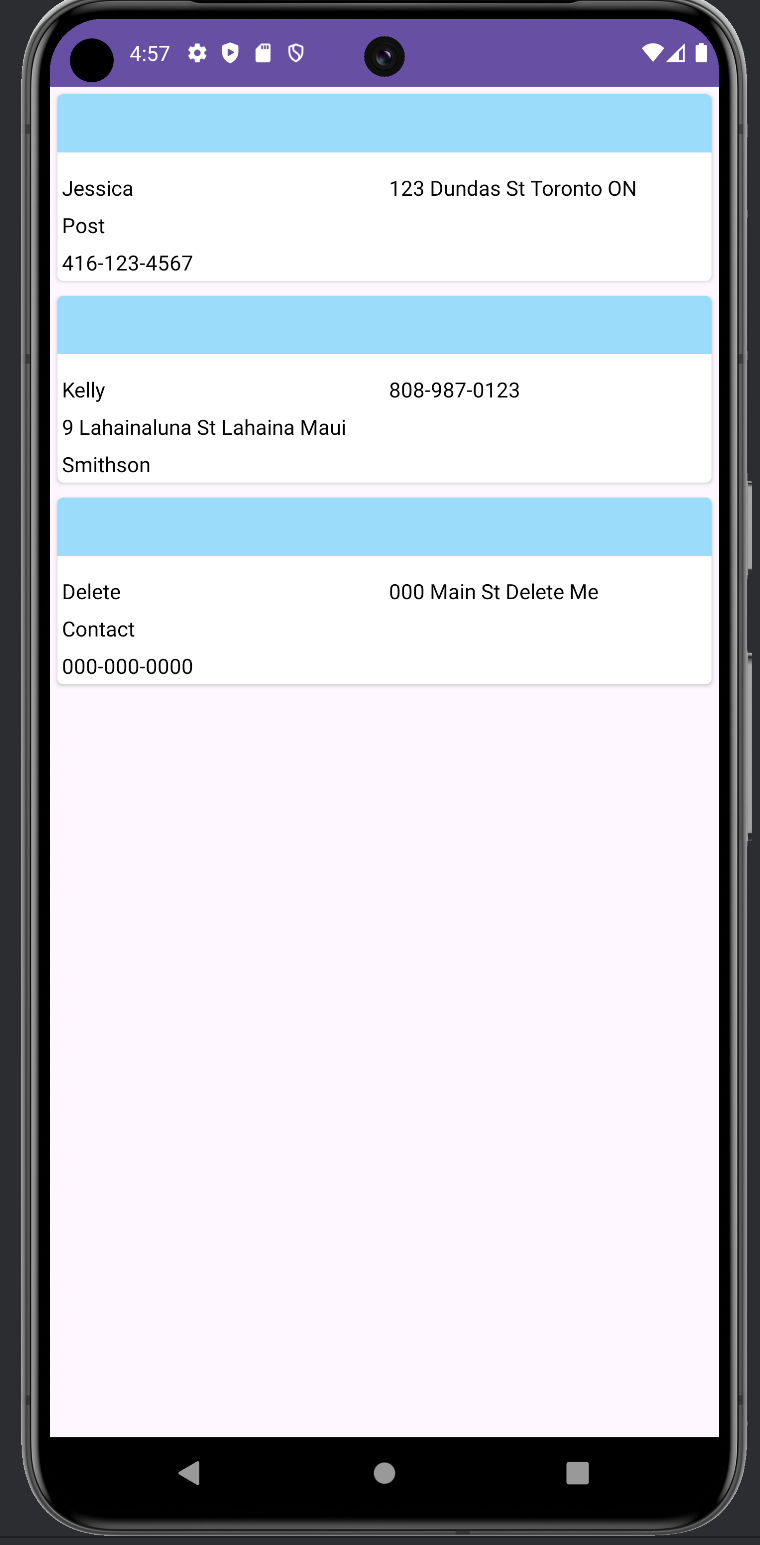 4:57
Jessica
123 Dundas St Toronto ON
Post
416-123-4567
Kelly
808-987-0123
9 Lahainaluna St Lahaina Maui
Smithson
Delete
000 Main St Delete Me
Contact
000-000-0000